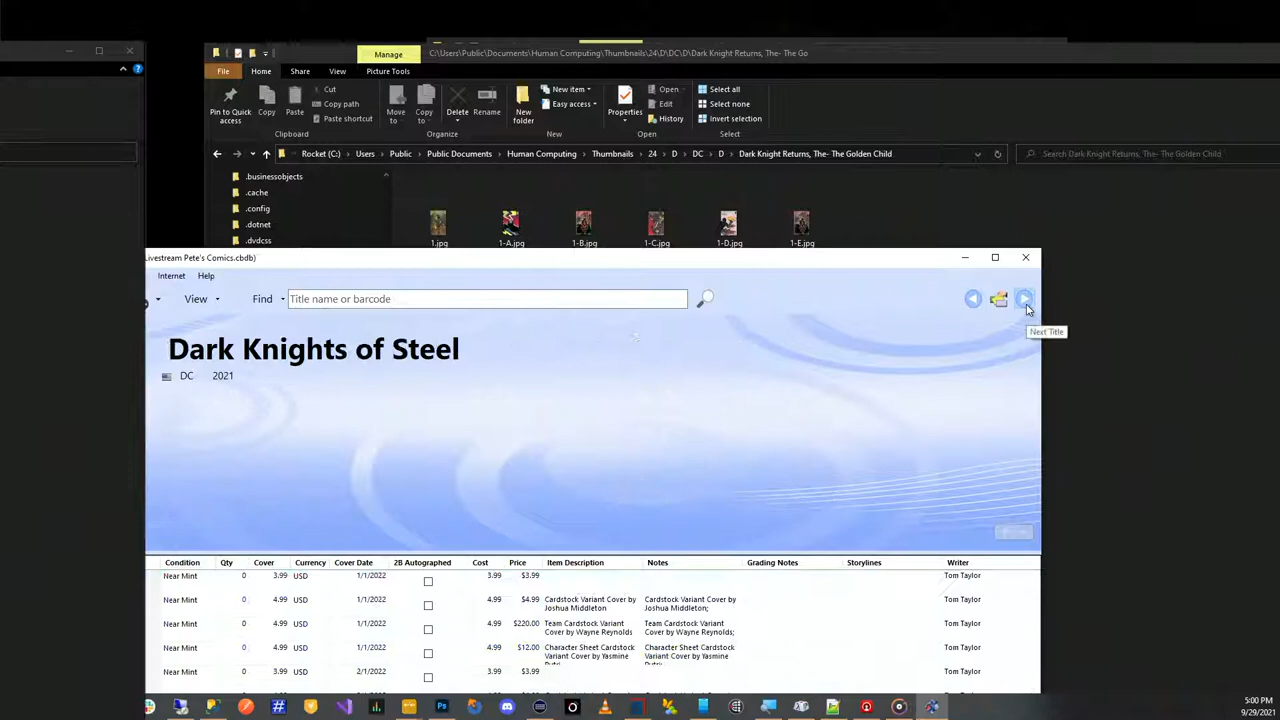 Manage
C:\Users\Public\Documents\Human Computing\Thumbnails\24\D\DC\D\Dark Knight Returns, The- The Go
File Home Share View Picture Tools
Pin to Quick access
Copy
Paste
Cut
Copy path
Paste shortcut
Move to
Copy to
Delete
Rename
New folder
New item
Easy access
Properties
Open
Edit
History
Select all
Select none
Invert selection
Clipboard Organize New Open Select
Rocket (C:) Users Public Public Documents Human Computing Thumbnails 24 D DC D Dark Knight Returns, The- The Golden Child
Search Dark Knight Returns, The- The Golden Child
.businessobjects
.cache
.config
.dotnet
.dvdcss
1.jpg 1-A.jpg 1-B.jpg 1-C.jpg 1-D.jpg 1-E.jpg
Livestream Pete's Comics.cbdb)
Internet Help
View Find Title name or barcode
Next Title
Dark Knights of Steel
DC 2021
Condition Qty Cover Currency Cover Date 2B Autographed Cost Price Item Description Notes Grading Notes Storylines Writer
Near Mint 0 3.99 USD 1/1/2022 3.99 $3.99 Tom Taylor
Near Mint 0 4.99 USD 1/1/2022 4.99 $4.99 Cardstock Variant Cover by Joshua Middleton Cardstock Variant Cover by Joshua Middleton; Tom Taylor
Near Mint 0 4.99 USD 1/1/2022 4.99 $220.00 Team Cardstock Variant Cover by Wayne Reynolds Team Cardstock Variant Cover by Wayne Reynolds; Tom Taylor
Near Mint 0 4.99 USD 1/1/2022 4.99 $12.00 Character Sheet Cardstock Variant Cover by Yasmine Character Sheet Cardstock Variant Cover by Yasmine Tom Taylor
Near Mint 0 3.99 USD 2/1/2022 3.99 $3.99 Tom Taylor
5:00 PM
9/29/2021